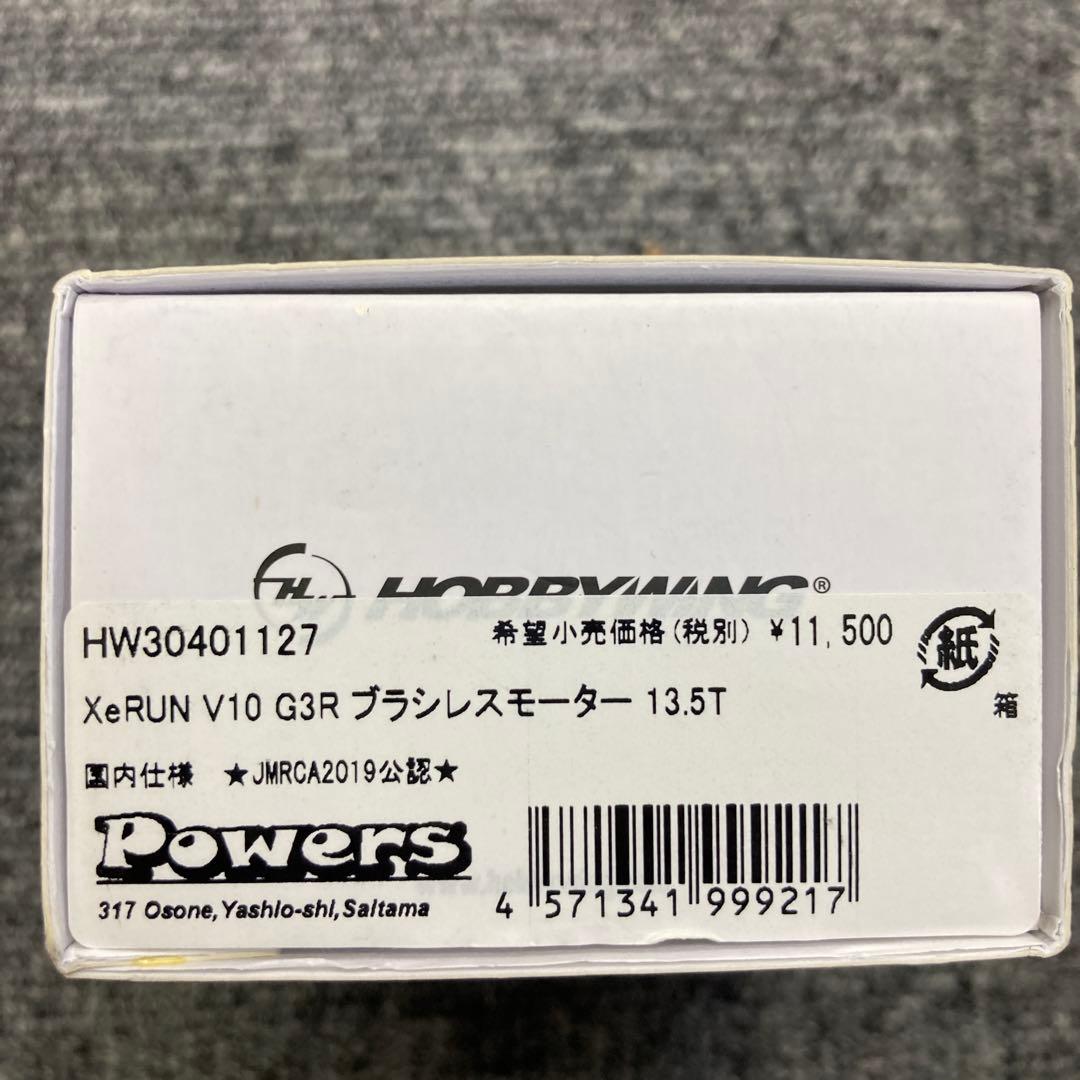 HOBBYWING®
HW30401127
希望小売価格(税別) ¥11,500
紙
XeRUN V10 G3R ブラシレスモーター 13.5T
箱
国内仕様 ★JMRCA2019公認★
Powers
317 Osone, Yashio-shi, Saitama
4 571341 999217